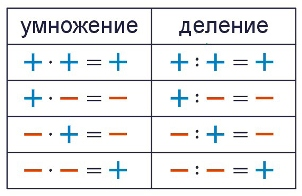 умножение деление
+ · + = + + : + = +
+ · − = − + : − = −
− · + = − − : + = −
− · − = + − : − = +